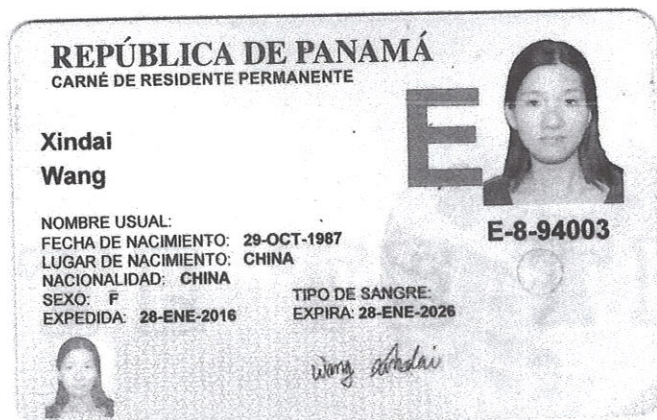 REPÚBLICA DE PANAMÁ
CARNÉ DE RESIDENTE PERMANENTE
E
Xindai
Wang
E-8-94003
NOMBRE USUAL:
FECHA DE NACIMIENTO: 29-OCT-1987
LUGAR DE NACIMIENTO: CHINA
NACIONALIDAD: CHINA
SEXO: F TIPO DE SANGRE:
EXPEDIDA: 28-ENE-2016 EXPIRA: 28-ENE-2026
wang xindai